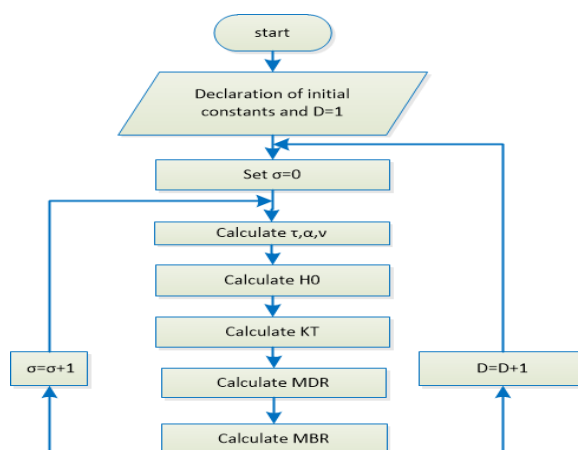 start
Declaration of initial
constants and D=1
Set σ=0
Calculate τ,α,ν
Calculate H0
Calculate KT
σ=σ+1
D=D+1
Calculate MDR
Calculate MBR